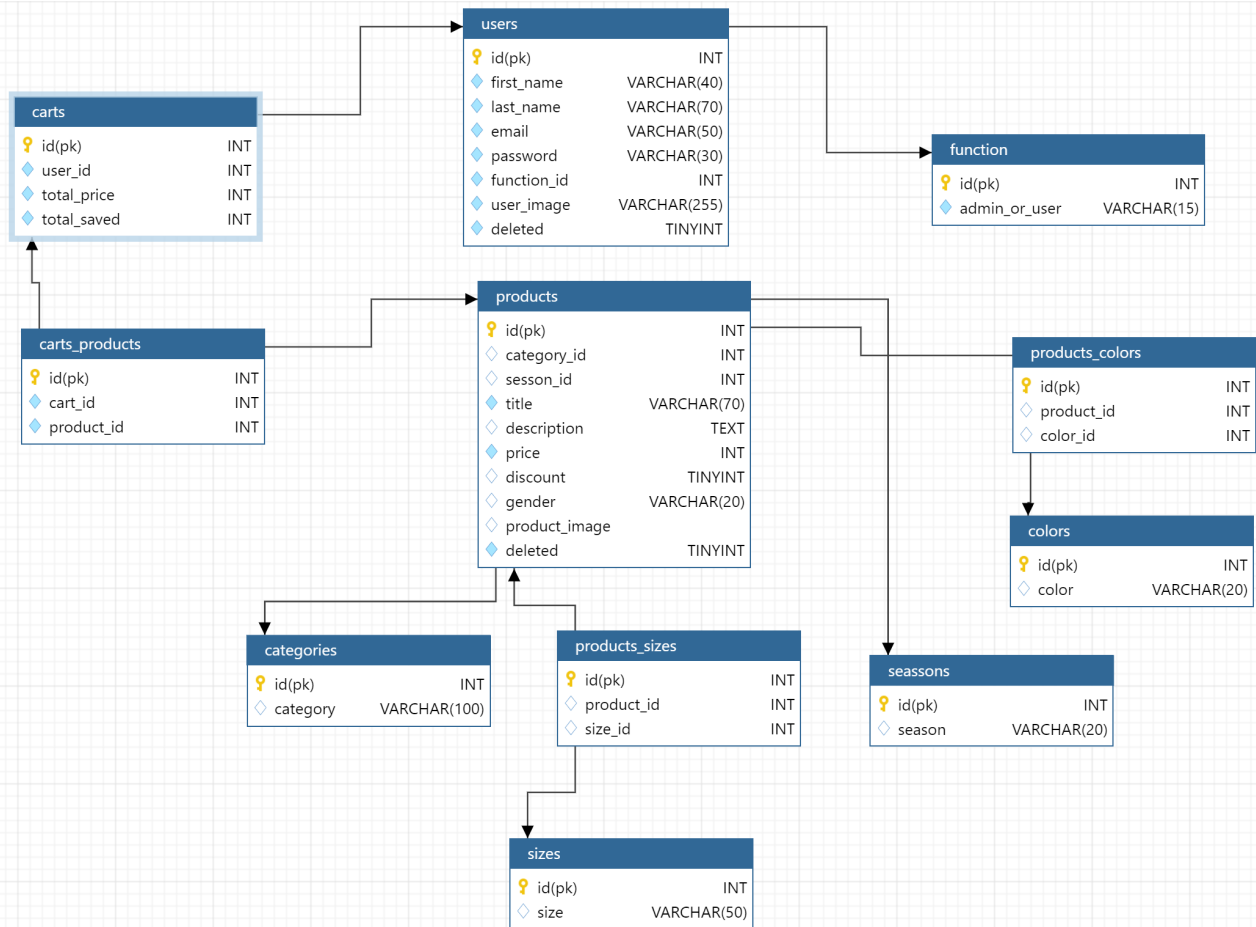 users
id(pk) INT
first_name VARCHAR(40)
last_name VARCHAR(70)
email VARCHAR(50)
password VARCHAR(30)
function_id INT
user_image VARCHAR(255)
deleted TINYINT
carts
id(pk) INT
user_id INT
total_price INT
total_saved INT
function
id(pk) INT
admin_or_user VARCHAR(15)
products
id(pk) INT
category_id INT
sesson_id INT
title VARCHAR(70)
description TEXT
price INT
discount TINYINT
gender VARCHAR(20)
product_image
deleted TINYINT
carts_products
id(pk) INT
cart_id INT
product_id INT
products_colors
id(pk) INT
product_id INT
color_id INT
colors
id(pk) INT
color VARCHAR(20)
categories
id(pk) INT
category VARCHAR(100)
products_sizes
id(pk) INT
product_id INT
size_id INT
seassons
id(pk) INT
season VARCHAR(20)
sizes
id(pk) INT
size VARCHAR(50)